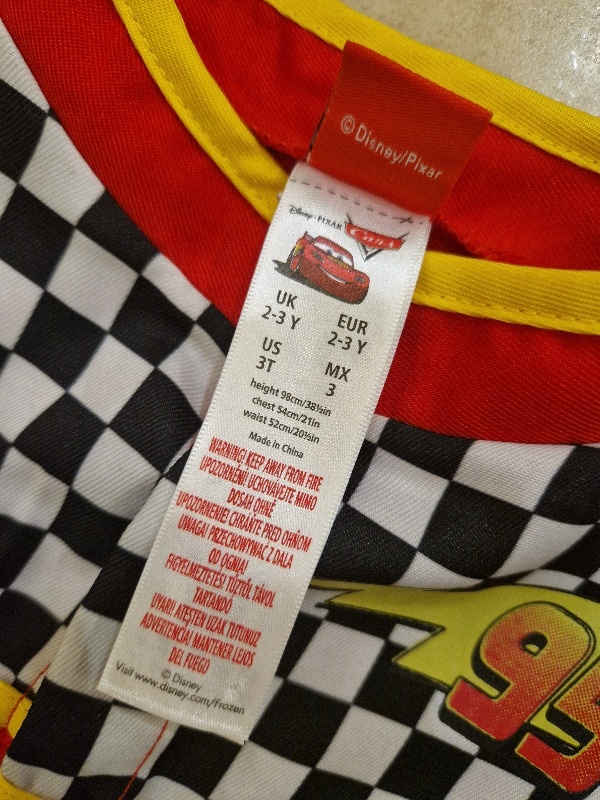 ©Disney/Pixar
Disney·PIXAR
Cars
UK
2-3 Y
EUR
2-3 Y
US
3T
MX
3
height 98cm/38½in
chest 54cm/21in
waist 52cm/20½in
Made in China
WARNING! KEEP AWAY FROM FIRE
UPOZORNĚNÍ! UCHOVÁVEJTE MIMO
DOSAH OHNĚ
UPOZORNENIE! CHRÁŇTE PRED OHŇOM
UWAGA! PRZECHOWYWAĆ Z DALA
OD OGNIA!
FIGYELMEZTETÉS TŰZTŐL TÁVOL
TARTANDÓ
UYARI! ATEŞTEN UZAK TUTUNUZ
ADVERTENCIA! MANTENER LEJOS
DEL FUEGO
© Disney
Visit www.disney.com/Frozen
95